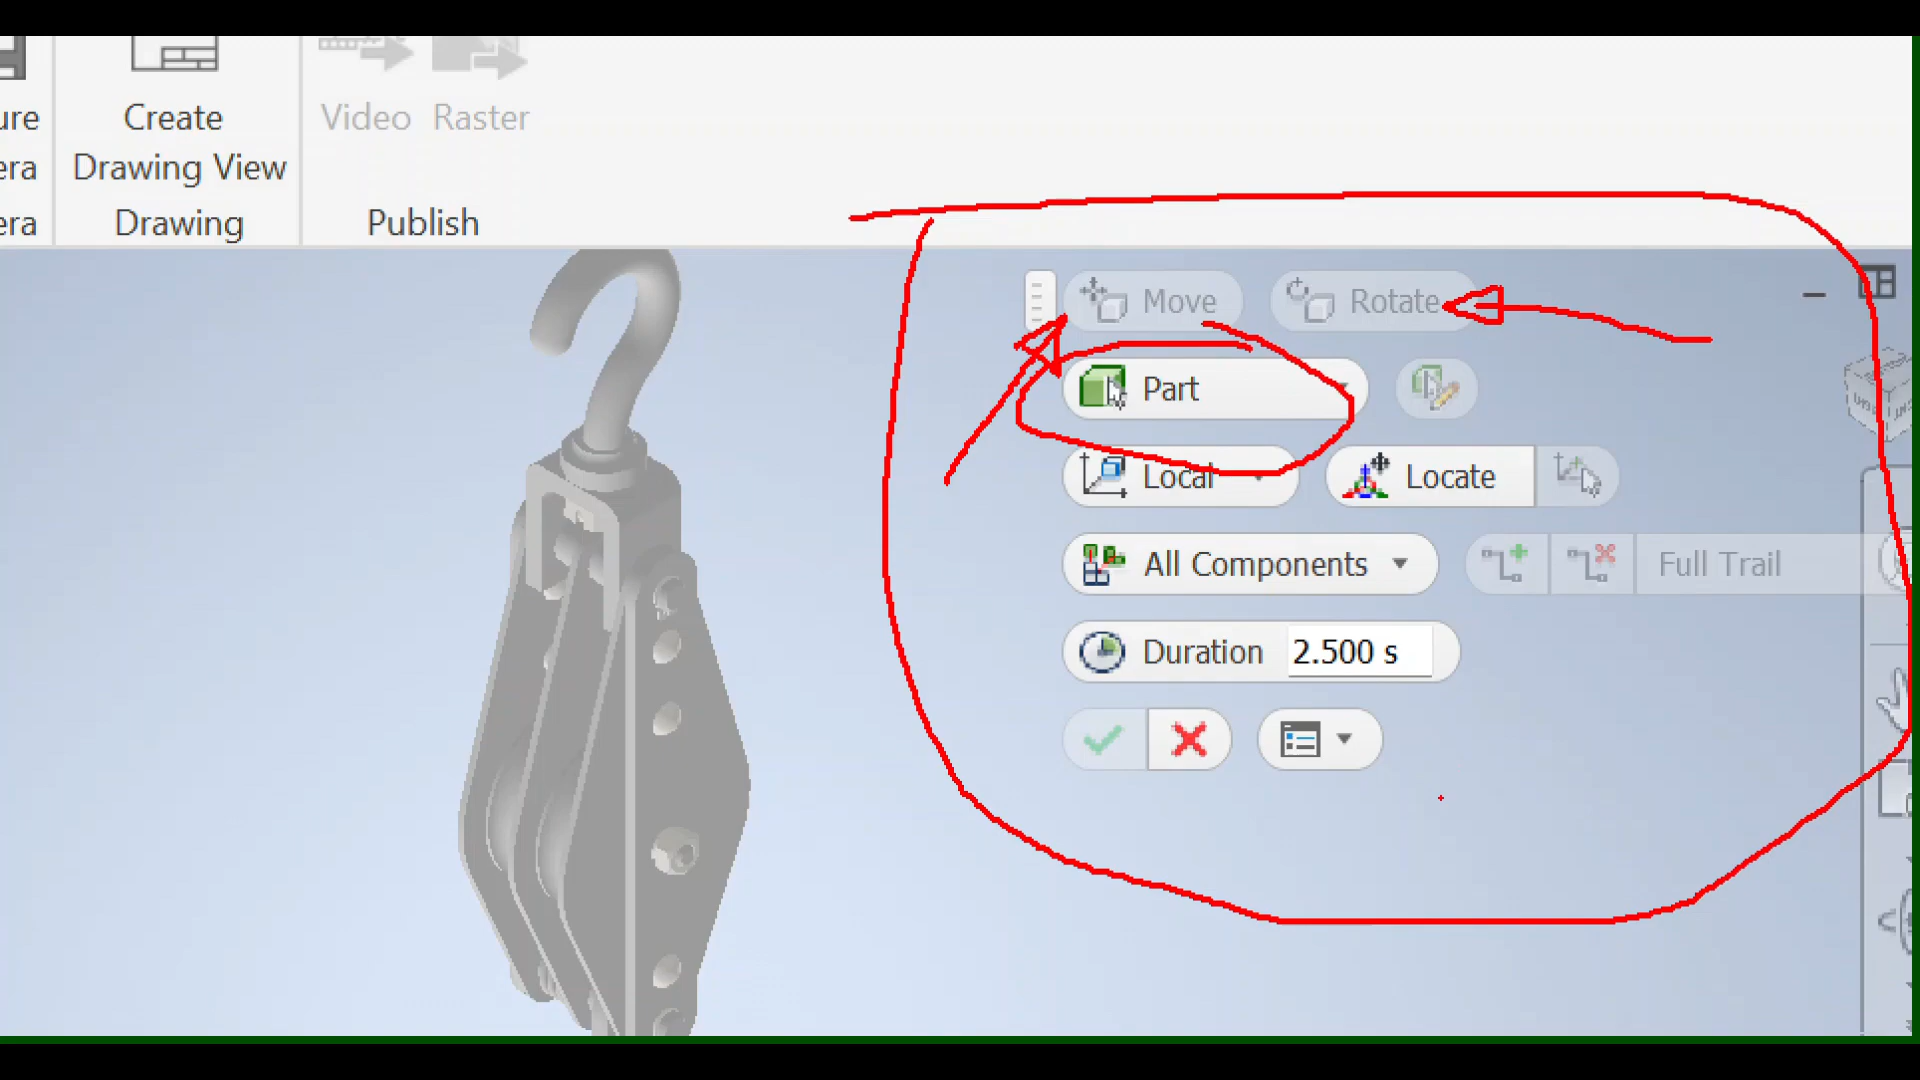 ure
era
era
Create
Drawing View
Drawing
Video
Raster
Publish
Move
Rotate
Part
Local
Locate
All Components
Full Trail
Duration
2.500 s